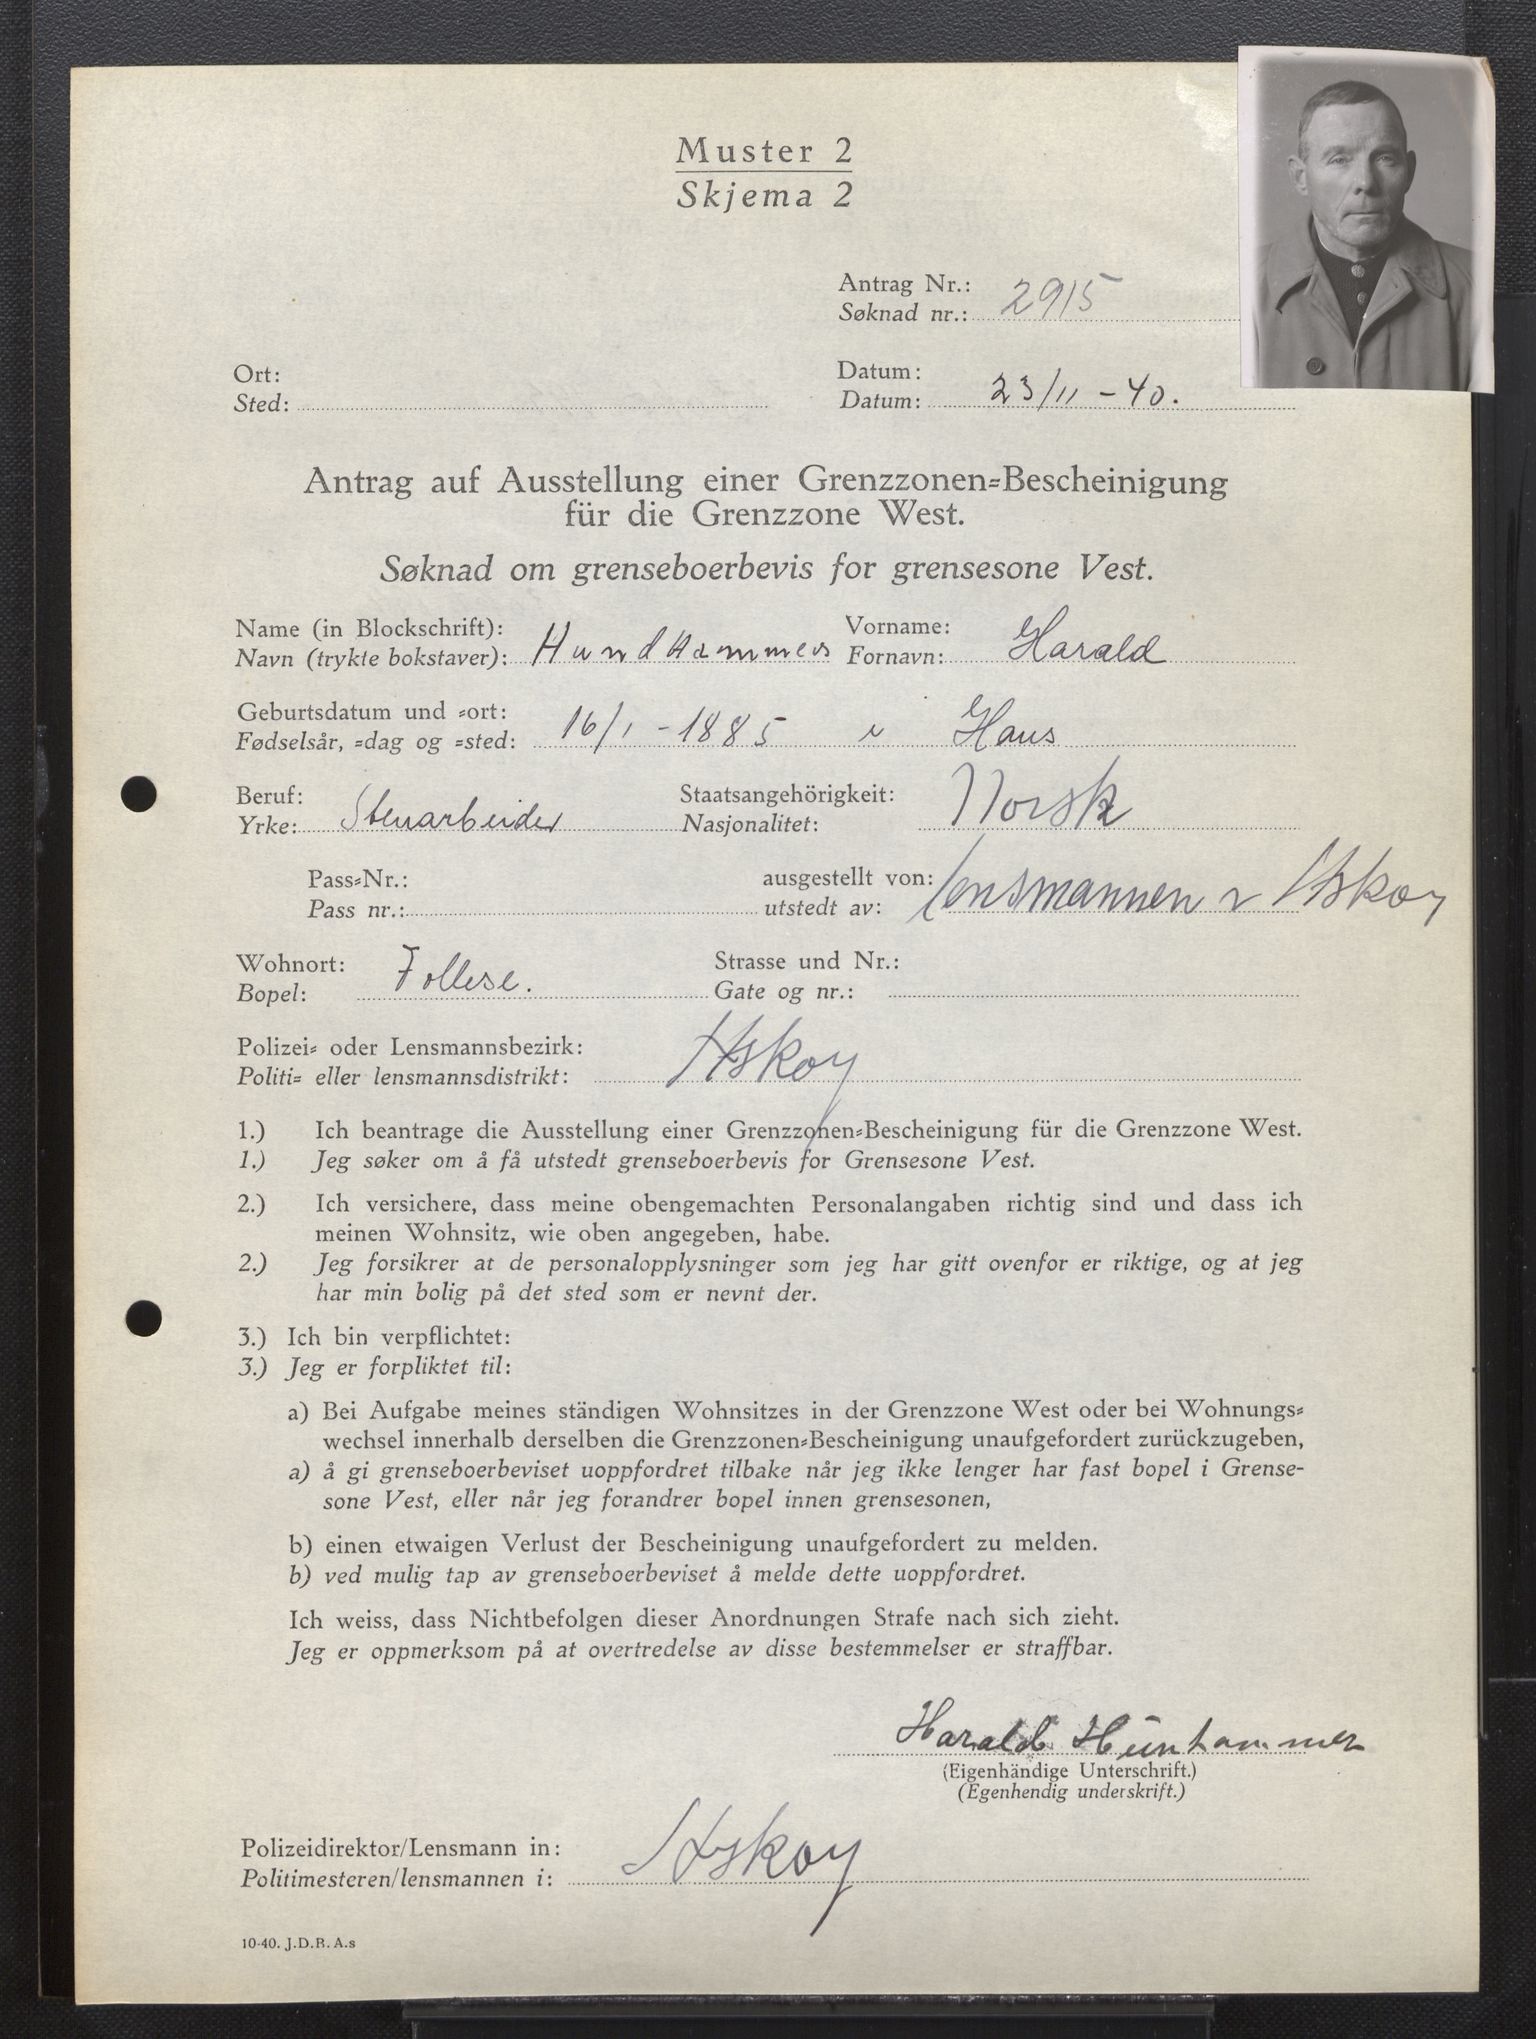 Muster 2
Skjema 2
Antrag Nr.:
Søknad nr.: 2915
Ort:
Sted:
Datum:
Datum: 23/11 - 40.
Antrag auf Ausstellung einer Grenzzonen=Bescheinigung
für die Grenzzone West.
Søknad om grenseboerbevis for grensesone Vest.
Name (in Blockschrift): Vorname:
Navn (trykte bokstaver): Hundhammer Fornavn: Harald
Geburtsdatum und =ort:
Fødselsår, =dag og =sted: 16/1 - 1885 i Haus
Beruf: Staatsangehörigkeit:
Yrke: Stenarbeider Nasjonalitet: Norsk
Pass=Nr.: ausgestellt von:
Pass nr.: utstedt av: lensmannen i Askøy
Wohnort: Strasse und Nr.:
Bopel: Follese. Gate og nr.:
Polizei= oder Lensmannsbezirk:
Politi= eller lensmannsdistrikt: Askøy
1.) Ich beantrage die Ausstellung einer Grenzzonen=Bescheinigung für die Grenzzone West.
1.) Jeg søker om å få utstedt grenseboerbevis for Grensesone Vest.
2.) Ich versichere, dass meine obengemachten Personalangaben richtig sind und dass ich
meinen Wohnsitz, wie oben angegeben, habe.
2.) Jeg forsikrer at de personalopplysninger som jeg har gitt ovenfor er riktige, og at jeg
har min bolig på det sted som er nevnt der.
3.) Ich bin verpflichtet:
3.) Jeg er forpliktet til:
a) Bei Aufgabe meines ständigen Wohnsitzes in der Grenzzone West oder bei Wohnungs=
wechsel innerhalb derselben die Grenzzonen=Bescheinigung unaufgefordert zurückzugeben,
a) å gi grenseboerbeviset uoppfordret tilbake når jeg ikke lenger har fast bopel i Grense-
sone Vest, eller når jeg forandrer bopel innen grensesonen,
b) einen etwaigen Verlust der Bescheinigung unaufgefordert zu melden.
b) ved mulig tap av grenseboerbeviset å melde dette uoppfordret.
Ich weiss, dass Nichtbefolgen dieser Anordnungen Strafe nach sich zieht.
Jeg er oppmerksom på at overtredelse av disse bestemmelser er straffbar.
Harald Hunhammer
(Eigenhändige Unterschrift.)
(Egenhendig underskrift.)
Polizeidirektor/Lensmann in:
Politimesteren/lensmannen i: Askøy
10-40. J.D.B. A.s